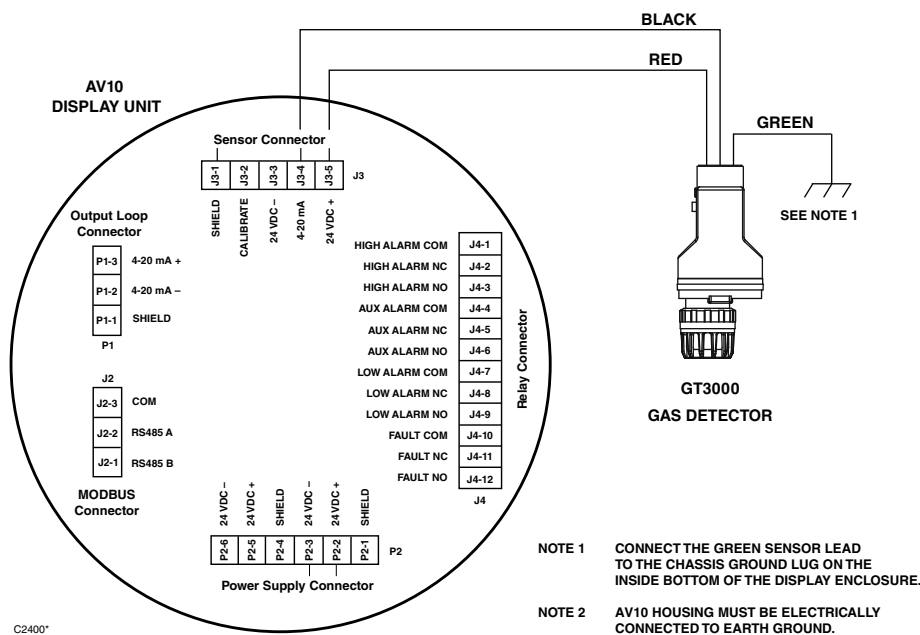 BLACK
RED
AV10
DISPLAY UNIT
GREEN
Sensor Connector
J3-1
J3-2
J3-3
J3-4
J3-5
J3
SHIELD
CALIBRATE
24 VDC –
4-20 mA
24 VDC +
SEE NOTE 1
Output Loop
Connector
P1-3 4-20 mA +
P1-2 4-20 mA –
P1-1 SHIELD
P1
HIGH ALARM COM J4-1
HIGH ALARM NC J4-2
HIGH ALARM NO J4-3
AUX ALARM COM J4-4
AUX ALARM NC J4-5
AUX ALARM NO J4-6
LOW ALARM COM J4-7
LOW ALARM NC J4-8
LOW ALARM NO J4-9
FAULT COM J4-10
FAULT NC J4-11
FAULT NO J4-12
J4
Relay Connector
GT3000
GAS DETECTOR
J2
J2-3 COM
J2-2 RS485 A
J2-1 RS485 B
MODBUS
Connector
24 VDC –
24 VDC +
SHIELD
24 VDC –
24 VDC +
SHIELD
P2-6
P2-5
P2-4
P2-3
P2-2
P2-1
P2
Power Supply Connector
NOTE 1 CONNECT THE GREEN SENSOR LEAD
TO THE CHASSIS GROUND LUG ON THE
INSIDE BOTTOM OF THE DISPLAY ENCLOSURE.
NOTE 2 AV10 HOUSING MUST BE ELECTRICALLY
CONNECTED TO EARTH GROUND.
C2400*